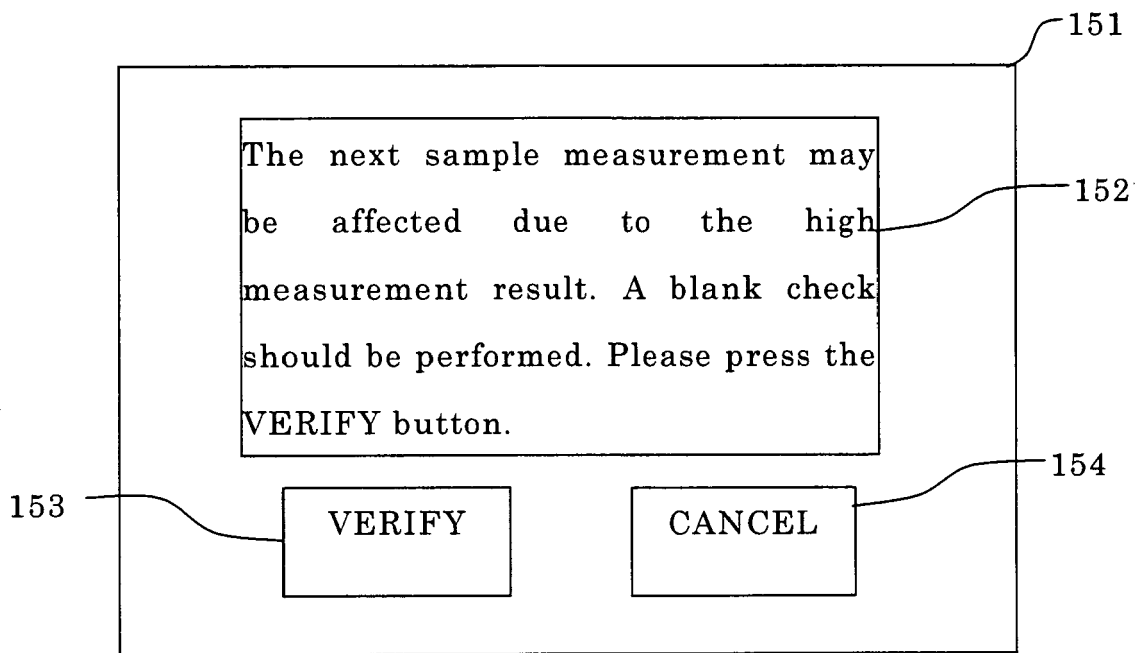 151
The next sample measurement may
be affected due to the high
measurement result. A blank check
should be performed. Please press the
VERIFY button.
152
153
VERIFY
CANCEL
154